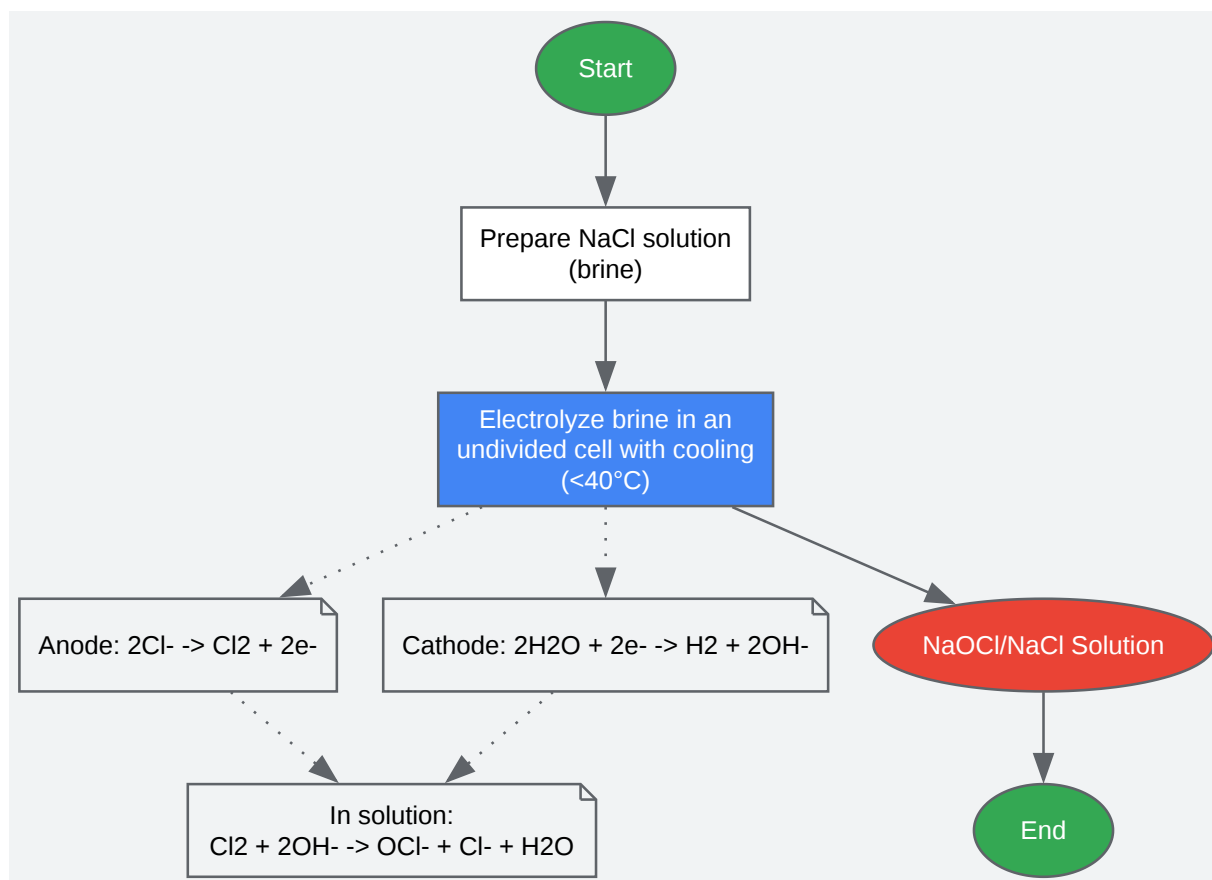 Start
Prepare NaCl solution
(brine)
Electrolyze brine in an
undivided cell with cooling
(<40°C)
Anode: 2Cl- -> Cl2 + 2e-
Cathode: 2H2O + 2e- -> H2 + 2OH-
NaOCl/NaCl Solution
In solution:
Cl2 + 2OH- -> OCl- + Cl- + H2O
End